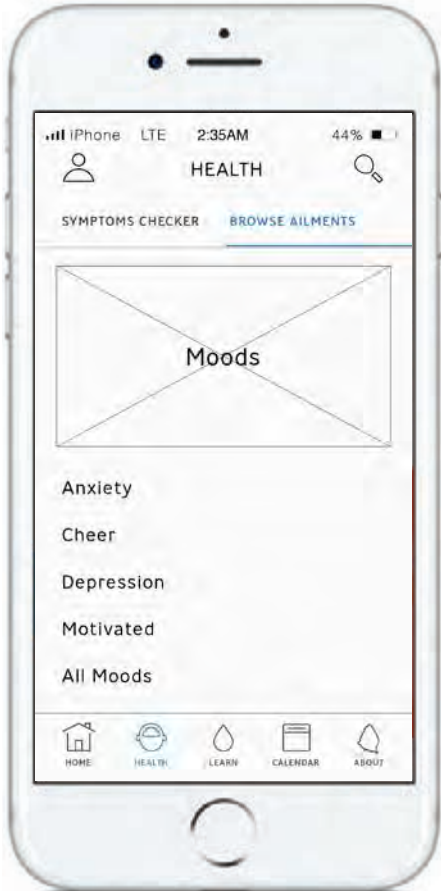 iPhone LTE 2:35AM 44%
HEALTH
SYMPTOMS CHECKER BROWSE AILMENTS
Moods
Anxiety
Cheer
Depression
Motivated
All Moods
HOME HEALTH LEARN CALENDAR ABOUT